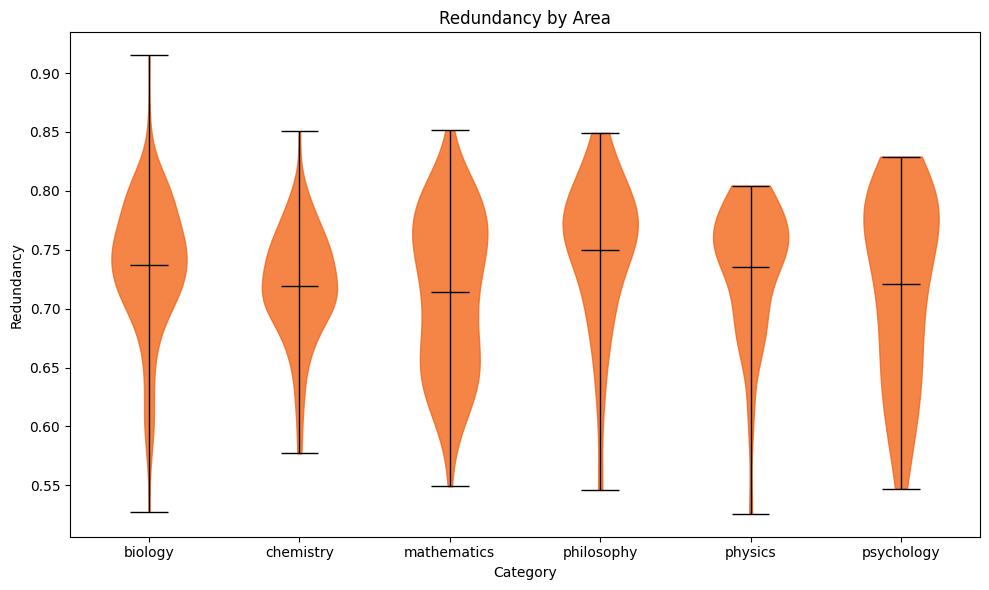 Redundancy by Area
Redundancy
0.90
0.85
0.80
0.75
0.70
0.65
0.60
0.55
biology chemistry mathematics philosophy physics psychology
Category